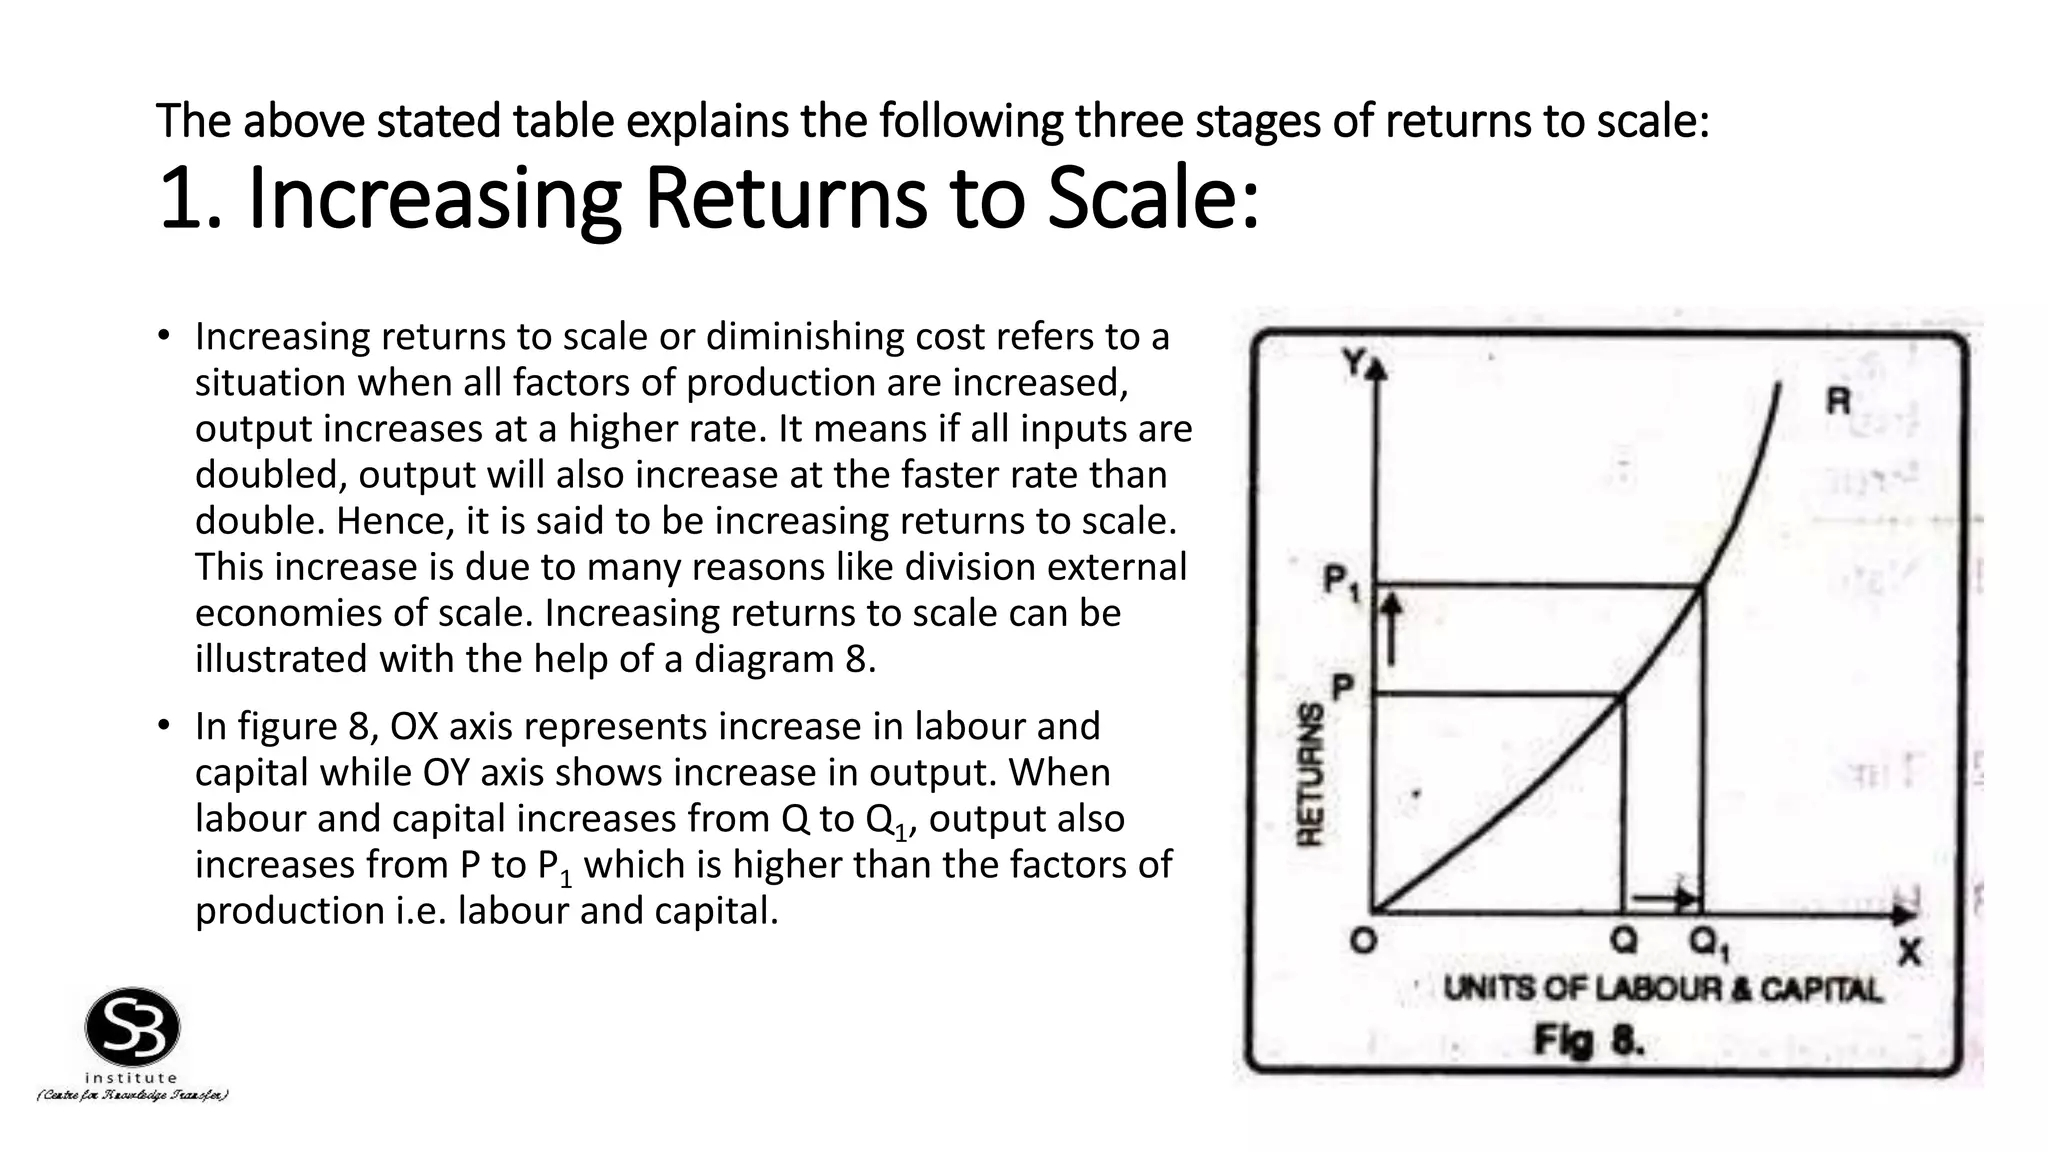 The above stated table explains the following three stages of returns to scale:
1. Increasing Returns to Scale:
• Increasing returns to scale or diminishing cost refers to a
situation when all factors of production are increased,
output increases at a higher rate. It means if all inputs are
doubled, output will also increase at the faster rate than
double. Hence, it is said to be increasing returns to scale.
This increase is due to many reasons like division external
economies of scale. Increasing returns to scale can be
illustrated with the help of a diagram 8.
• In figure 8, OX axis represents increase in labour and
capital while OY axis shows increase in output. When
labour and capital increases from Q to Q1, output also
increases from P to P1 which is higher than the factors of
production i.e. labour and capital.
Y
R
P1
P
RETURNS
O
Q
Q1
X
UNITS OF LABOUR & CAPITAL
Fig 8.
SB
institute
(Centre for Knowledge Transfer)